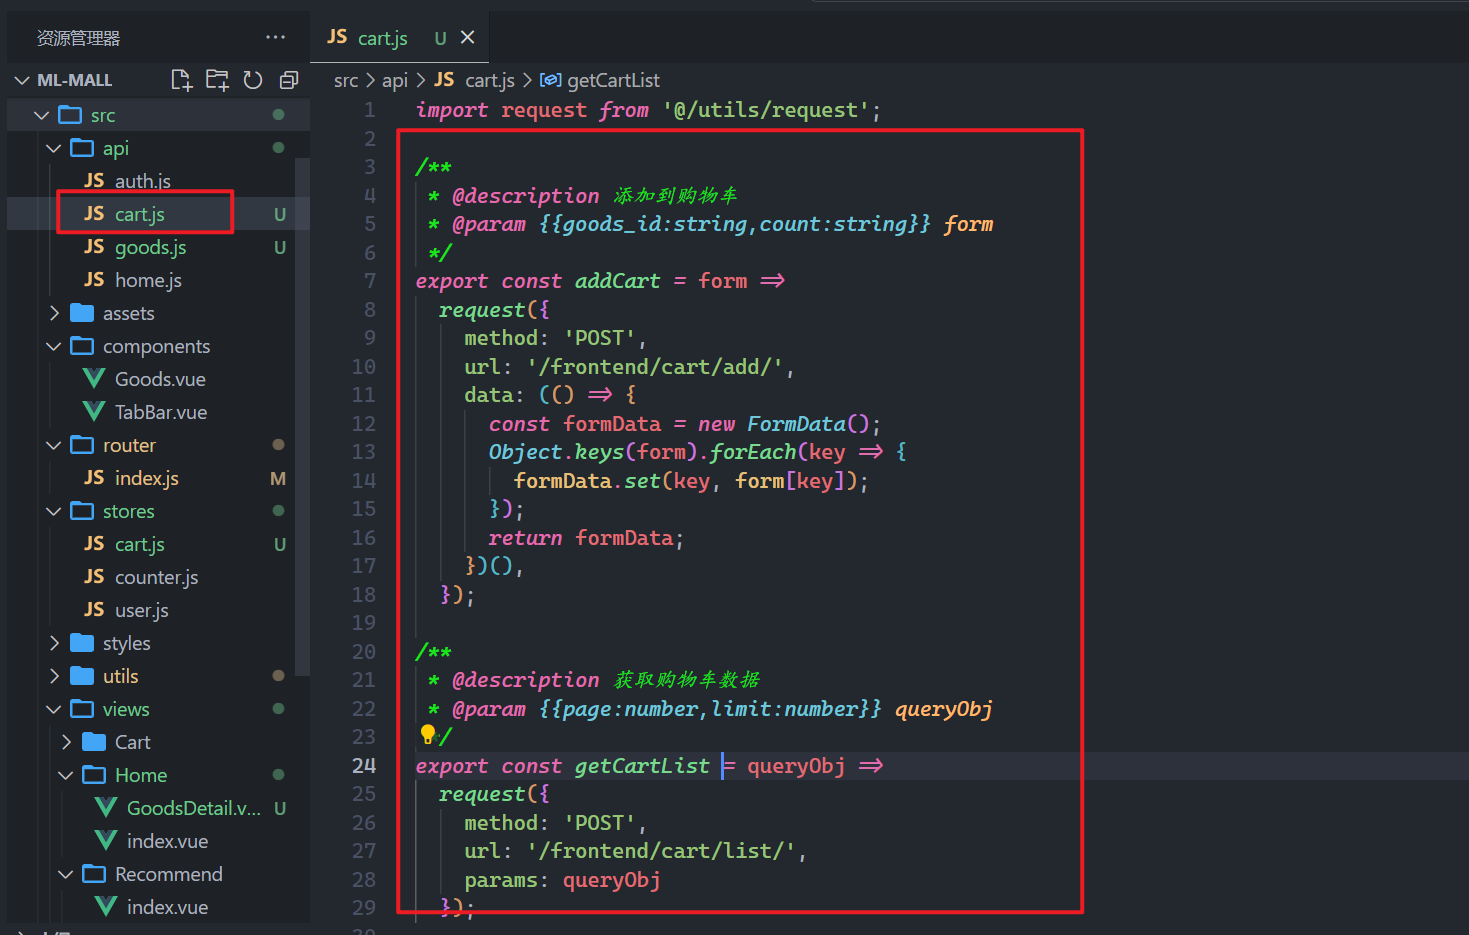 资源管理器 ···
ML-MALL
src
api
JS auth.js
JS cart.js U
JS goods.js U
JS home.js
assets
components
Goods.vue
TabBar.vue
router
JS index.js M
stores
JS cart.js U
JS counter.js
JS user.js
styles
utils
views
Cart
Home
GoodsDetail.v... U
index.vue
Recommend
index.vue
JS cart.js U
src > api > JS cart.js > getCartList
1 import request from '@/utils/request';
2
3 /**
4 * @description 添加到购物车
5 * @param {{goods_id:string,count:string}} form
6 */
7 export const addCart = form =>
8 request({
9 method: 'POST',
10 url: '/frontend/cart/add/',
11 data: (() => {
12 const formData = new FormData();
13 Object.keys(form).forEach(key => {
14 formData.set(key, form[key]);
15 });
16 return formData;
17 })(),
18 });
19
20 /**
21 * @description 获取购物车数据
22 * @param {{page:number,limit:number}} queryObj
23 */
24 export const getCartList = queryObj =>
25 request({
26 method: 'POST',
27 url: '/frontend/cart/list/',
28 params: queryObj
29 });